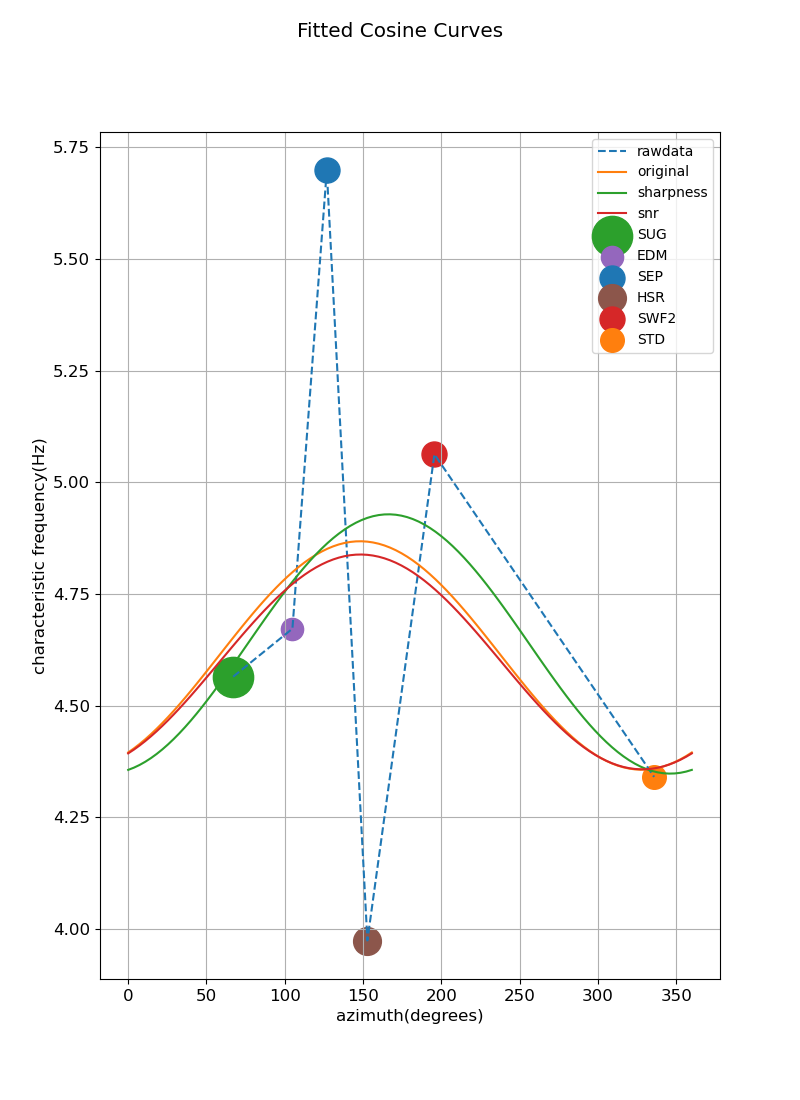 Fitted Cosine Curves
5.75
5.50
5.25
5.00
4.75
4.50
4.25
4.00
characteristic frequency(Hz)
rawdata
original
sharpness
snr
SUG
EDM
SEP
HSR
SWF2
STD
0 50 100 150 200 250 300 350
azimuth(degrees)